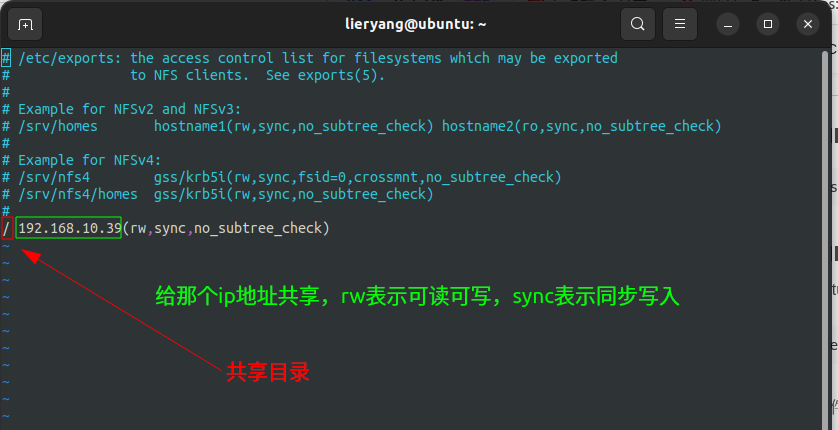 lieryang@ubuntu: ~
# /etc/exports: the access control list for filesystems which may be exported
#               to NFS clients.  See exports(5).
#
# Example for NFSv2 and NFSv3:
# /srv/homes       hostname1(rw,sync,no_subtree_check) hostname2(ro,sync,no_subtree_check)
#
# Example for NFSv4:
# /srv/nfs4        gss/krb5i(rw,sync,fsid=0,crossmnt,no_subtree_check)
# /srv/nfs4/homes  gss/krb5i(rw,sync,no_subtree_check)
#
/ 192.168.10.39(rw,sync,no_subtree_check)
~
~
~
给那个ip地址共享，rw表示可读可写，sync表示同步写入
~
~
~
~
共享目录
~
~
~
~